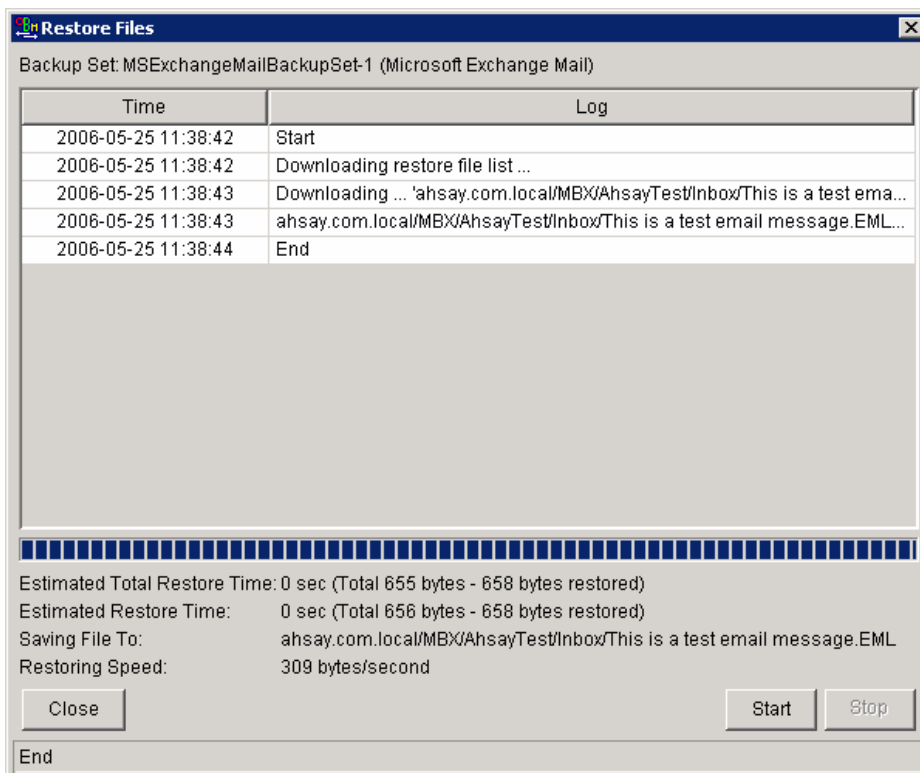 Restore Files
Backup Set: MSExchangeMailBackupSet-1 (Microsoft Exchange Mail)
Time Log
2006-05-25 11:38:42 Start
2006-05-25 11:38:42 Downloading restore file list ...
2006-05-25 11:38:43 Downloading ... 'ahsay.com.local/MBX/AhsayTest/Inbox/This is a test ema...
2006-05-25 11:38:43 ahsay.com.local/MBX/AhsayTest/Inbox/This is a test email message.EML...
2006-05-25 11:38:44 End
Estimated Total Restore Time: 0 sec (Total 655 bytes - 658 bytes restored)
Estimated Restore Time: 0 sec (Total 656 bytes - 658 bytes restored)
Saving File To: ahsay.com.local/MBX/AhsayTest/Inbox/This is a test email message.EML
Restoring Speed: 309 bytes/second
Close Start Stop
End